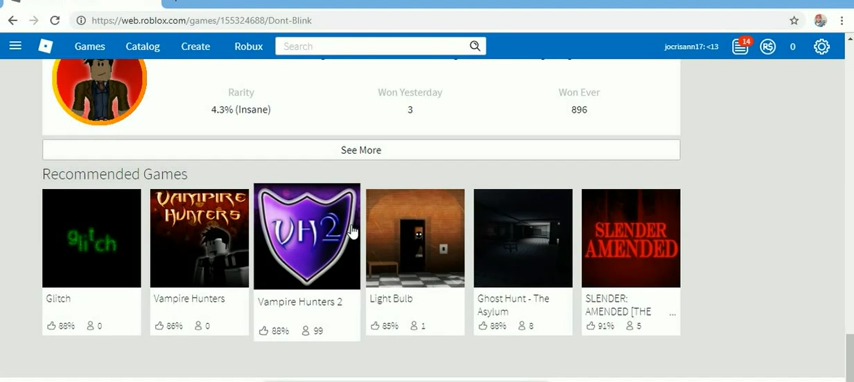 https://web.roblox.com/games/155324688/Dont-Blink
Games Catalog Create Robux Search jocrisann17: <13 14 R$ 0
Rarity Won Yesterday Won Ever
4.3% (Insane) 3 896
See More
Recommended Games
glitch VAMPIRE HUNTERS VH2 SLENDER AMENDED
Glitch Vampire Hunters Vampire Hunters 2 Light Bulb Ghost Hunt - The Asylum SLENDER: AMENDED [THE ...
88% 0 86% 0 88% 99 85% 1 88% 8 91% 5